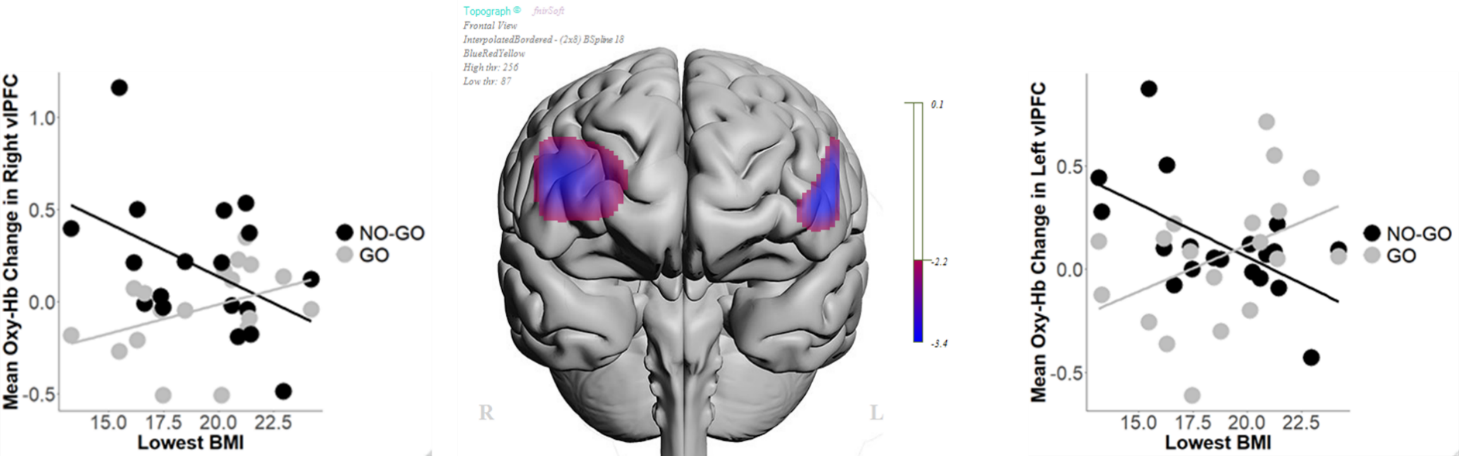 Mean Oxy-Hb Change in Right vlPFC
1.0
0.5
0.0
-0.5
15.0 17.5 20.0 22.5
Lowest BMI
NO-GO
GO
Topograph © fnirSoft
Frontal View
InterpolatedBordered - (2x8) BSpline 18
BlueRedYellow
High thr: 256
Low thr: 87
0.1
-2.2
-3.4
R L
Mean Oxy-Hb Change in Left vlPFC
0.5
0.0
-0.5
15.0 17.5 20.0 22.5
Lowest BMI
NO-GO
GO